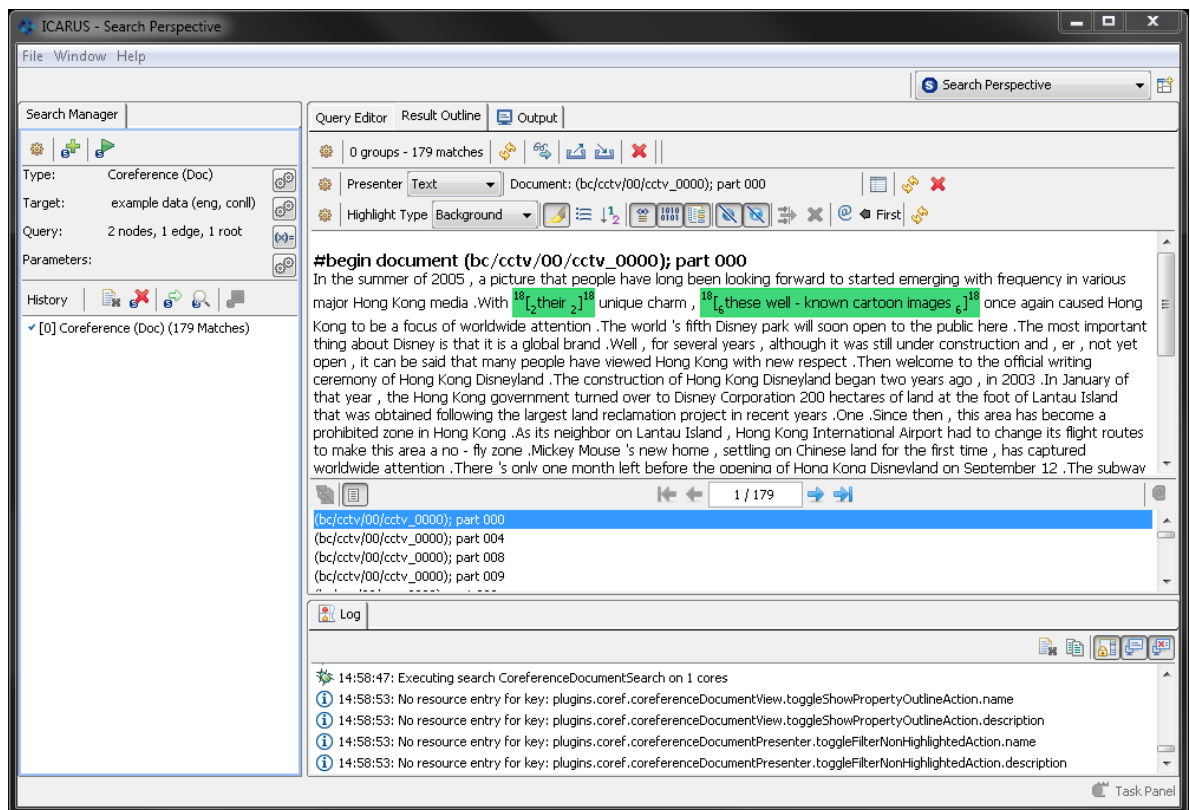 ICARUS - Search Perspective
File Window Help
Search Perspective
Search Manager
Type: Coreference (Doc)
Target: example data (eng, conll)
Query: 2 nodes, 1 edge, 1 root
(x)=
Parameters:
History
[0] Coreference (Doc) (179 Matches)
Query Editor Result Outline Output
0 groups - 179 matches
Presenter Text Document: (bc/cctv/00/cctv_0000); part 000
Highlight Type Background @ First
#begin document (bc/cctv/00/cctv_0000); part 000
In the summer of 2005 , a picture that people have long been looking forward to started emerging with frequency in various
major Hong Kong media .With 18[2their 2]18 unique charm , 18[6these well - known cartoon images 6]18 once again caused Hong
Kong to be a focus of worldwide attention .The world 's fifth Disney park will soon open to the public here .The most important
thing about Disney is that it is a global brand .Well , for several years , although it was still under construction and , er , not yet
open , it can be said that many people have viewed Hong Kong with new respect .Then welcome to the official writing
ceremony of Hong Kong Disneyland .The construction of Hong Kong Disneyland began two years ago , in 2003 .In January of
that year , the Hong Kong government turned over to Disney Corporation 200 hectares of land at the foot of Lantau Island
that was obtained following the largest land reclamation project in recent years .One .Since then , this area has become a
prohibited zone in Hong Kong .As its neighbor on Lantau Island , Hong Kong International Airport had to change its flight routes
to make this area a no - fly zone .Mickey Mouse 's new home , settling on Chinese land for the first time , has captured
worldwide attention .There 's only one month left before the opening of Hong Kong Disneyland on September 12 .The subway
1 / 179
(bc/cctv/00/cctv_0000); part 000
(bc/cctv/00/cctv_0000); part 004
(bc/cctv/00/cctv_0000); part 008
(bc/cctv/00/cctv_0000); part 009
Log
14:58:47: Executing search CoreferenceDocumentSearch on 1 cores
14:58:53: No resource entry for key: plugins.coref.coreferenceDocumentView.toggleShowPropertyOutlineAction.name
14:58:53: No resource entry for key: plugins.coref.coreferenceDocumentView.toggleShowPropertyOutlineAction.description
14:58:53: No resource entry for key: plugins.coref.coreferenceDocumentPresenter.toggleFilterNonHighlightedAction.name
14:58:53: No resource entry for key: plugins.coref.coreferenceDocumentPresenter.toggleFilterNonHighlightedAction.description
Task Panel